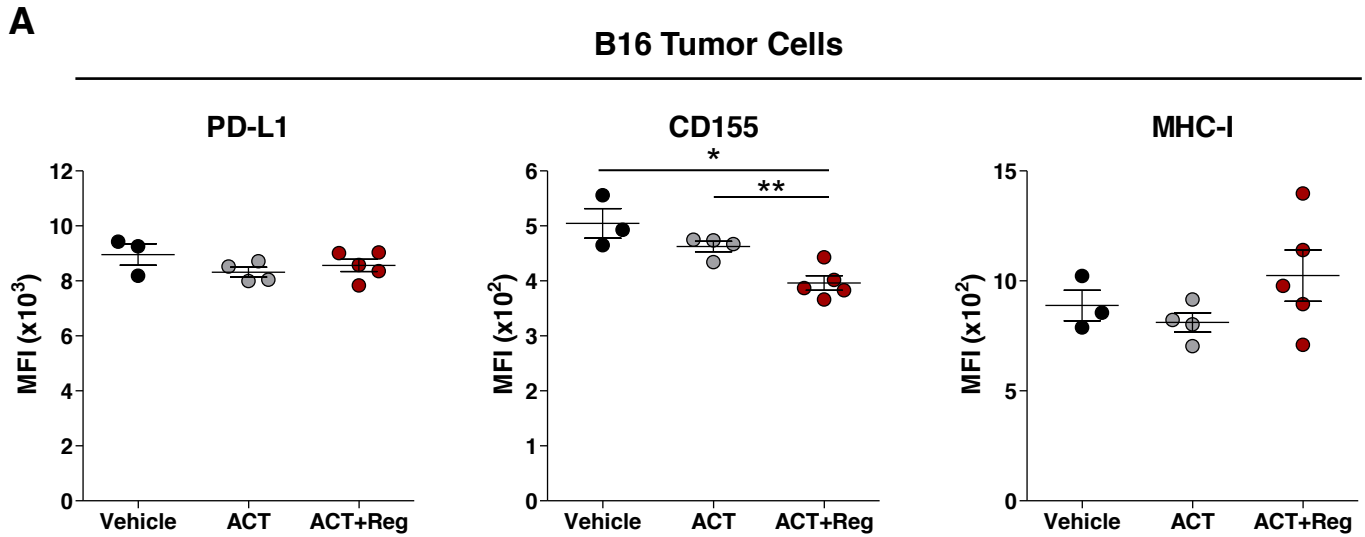 A
B16 Tumor Cells
PD-L1
MFI (x10³)
12
10
8
6
4
2
0
Vehicle ACT ACT+Reg
CD155
*
**
MFI (x10²)
6
5
4
3
2
1
0
Vehicle ACT ACT+Reg
MHC-I
MFI (x10²)
15
10
5
0
Vehicle ACT ACT+Reg